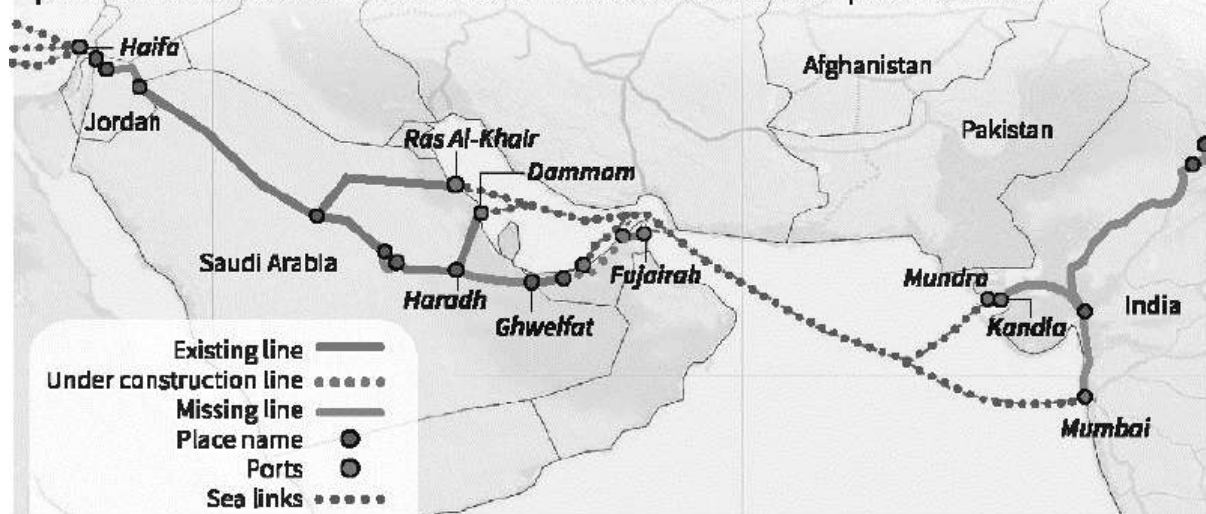 Haifa
Afghanistan
Jordan
Pakistan
Ras Al-Khair
Dammam
Saudi Arabia
Fujairah
Mundra
Haradh
Kandla
India
Ghwelfat
Existing line
Under construction line
Missing line
Mumbai
Place name
Ports
Sea links